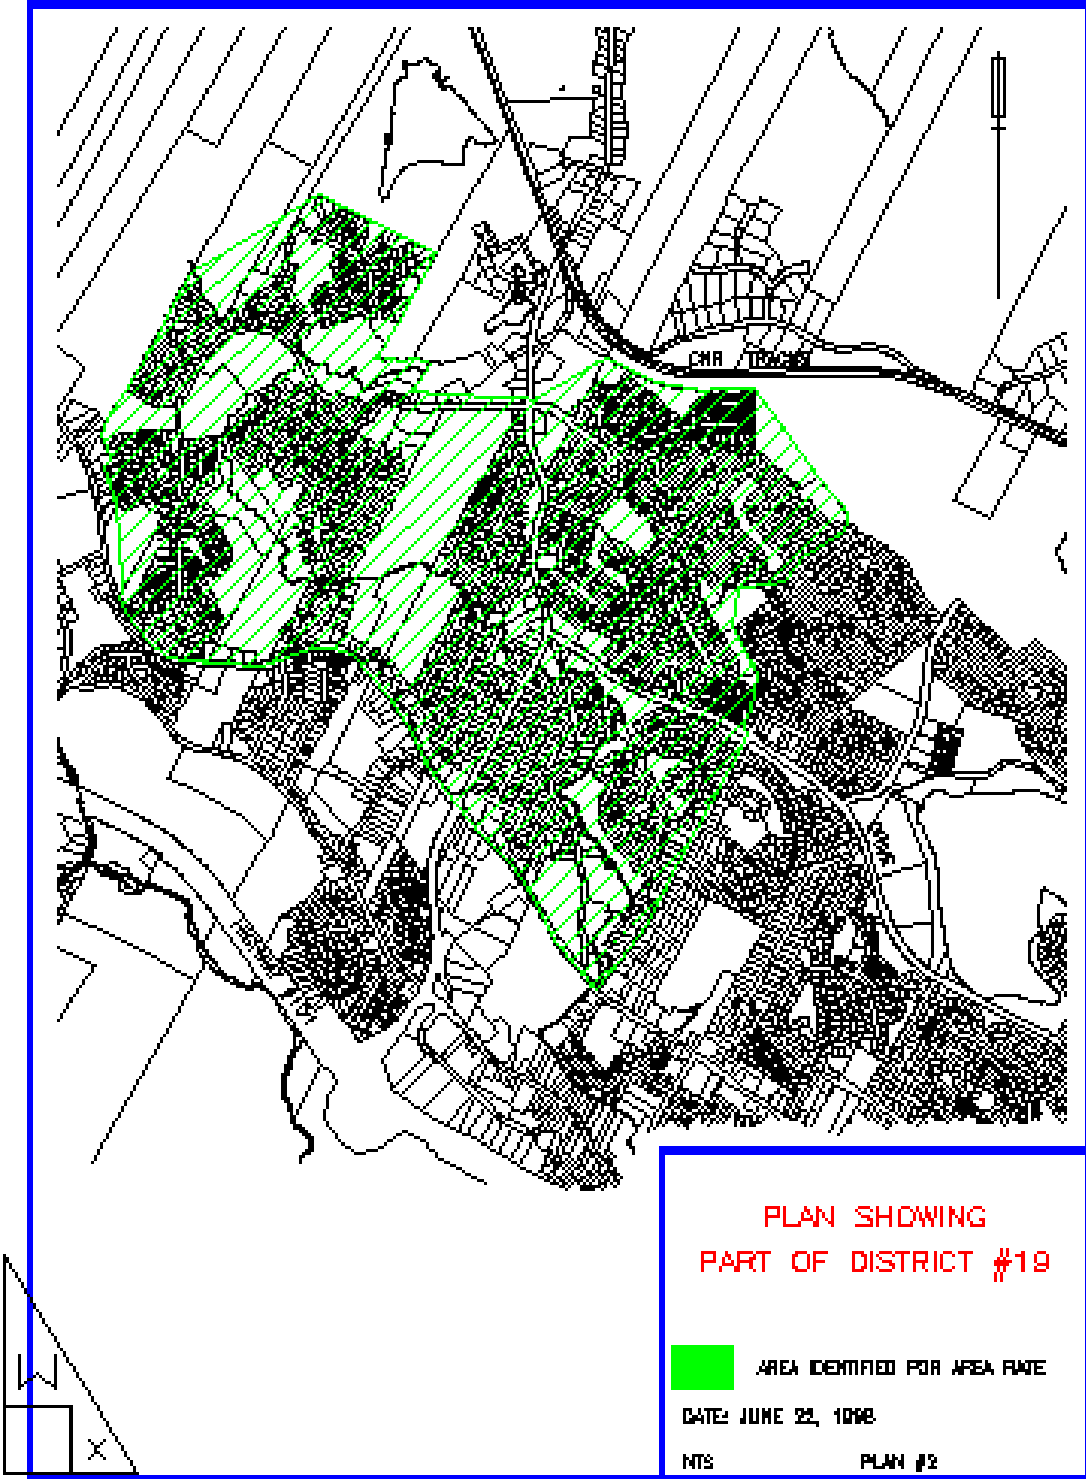 CNR TRACKS
PLAN SHOWING
PART OF DISTRICT #19
AREA IDENTIFIED FOR AREA RATE
DATE: JUNE 22, 1998
NTS PLAN #2